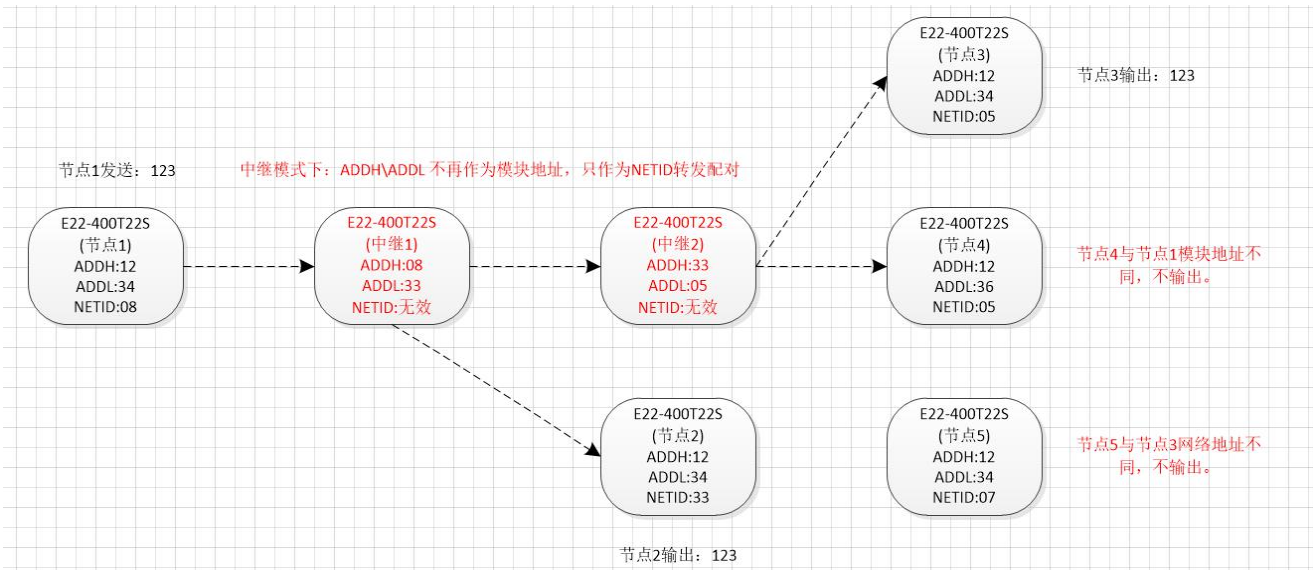 E22-400T22S
(节点3)
ADDH:12
ADDL:34
NETID:05
节点3输出：123
节点1发送：123
中继模式下：ADDH\ADDL 不再作为模块地址，只作为NETID转发配对
E22-400T22S
(节点1)
ADDH:12
ADDL:34
NETID:08
E22-400T22S
(中继1)
ADDH:08
ADDL:33
NETID:无效
E22-400T22S
(中继2)
ADDH:33
ADDL:05
NETID:无效
E22-400T22S
(节点4)
ADDH:12
ADDL:36
NETID:05
节点4与节点1模块地址不
同，不输出。
E22-400T22S
(节点2)
ADDH:12
ADDL:34
NETID:33
E22-400T22S
(节点5)
ADDH:12
ADDL:34
NETID:07
节点5与节点3网络地址不
同，不输出。
节点2输出：123